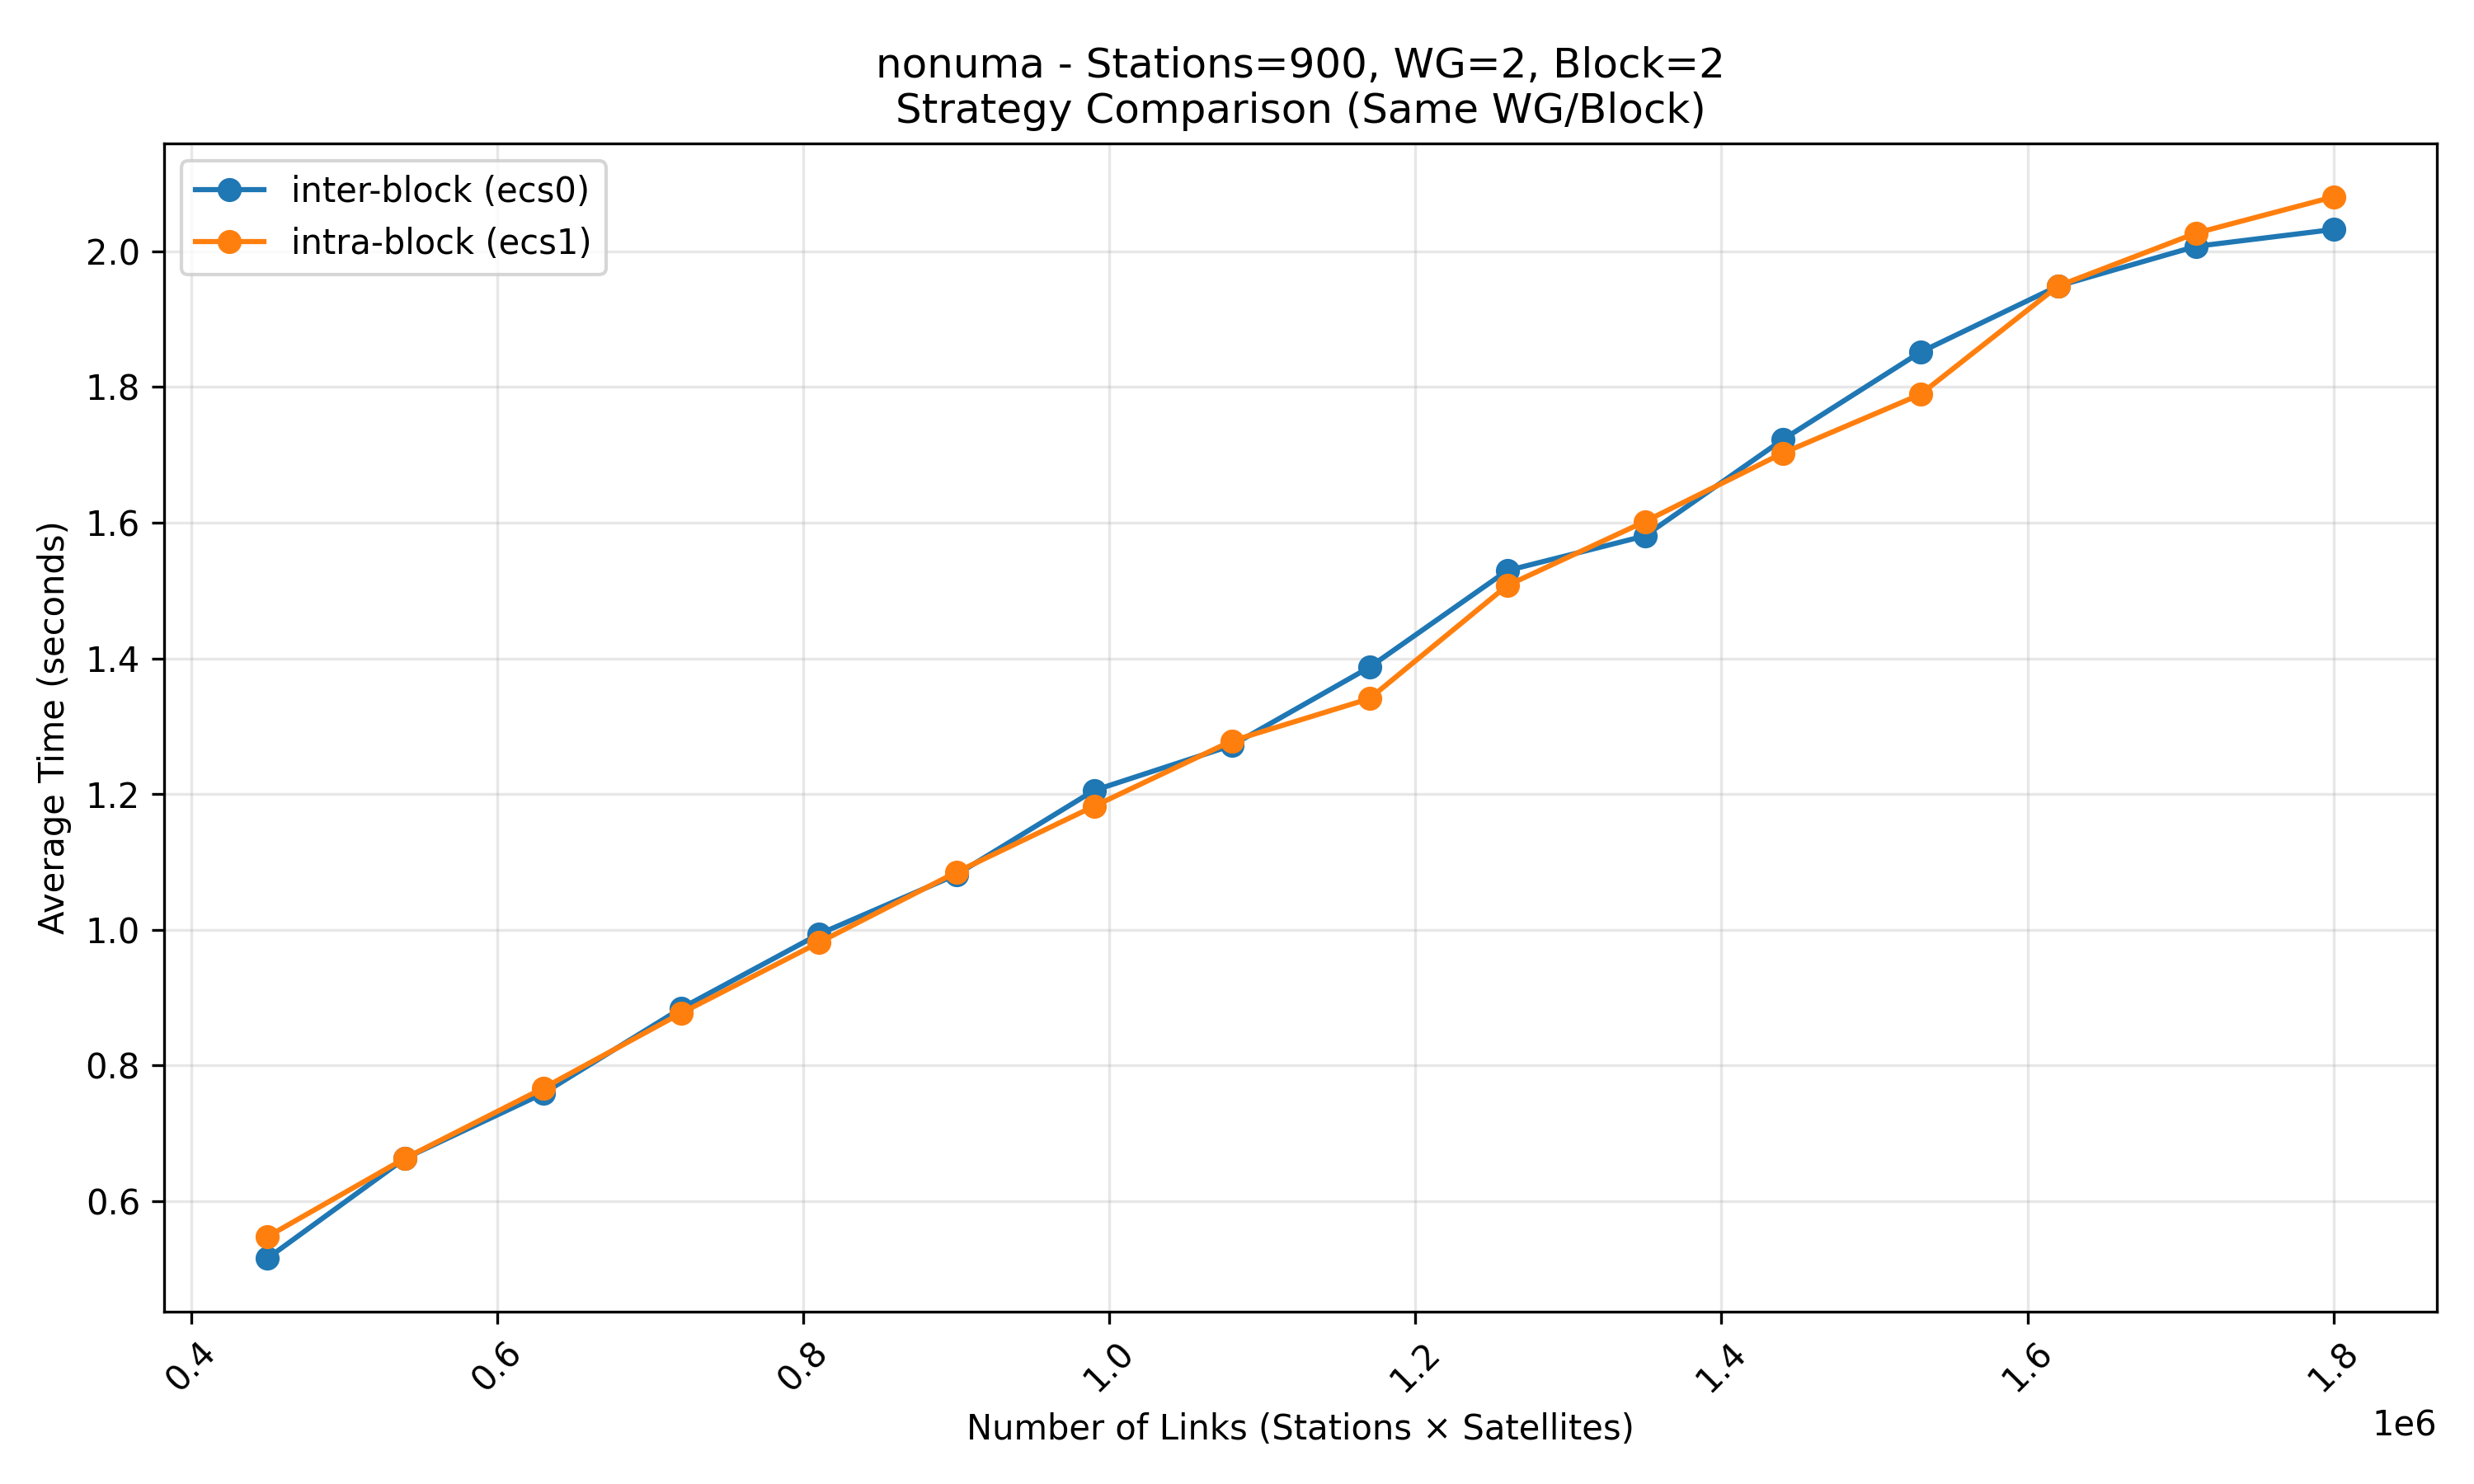 nonuma - Stations=900, WG=2, Block=2
Strategy Comparison (Same WG/Block)
inter-block (ecs0)
intra-block (ecs1)
Average Time (seconds)
2.0
1.8
1.6
1.4
1.2
1.0
0.8
0.6
0.4
0.6
0.8
1.0
1.2
1.4
1.6
1.8
1e6
Number of Links (Stations × Satellites)